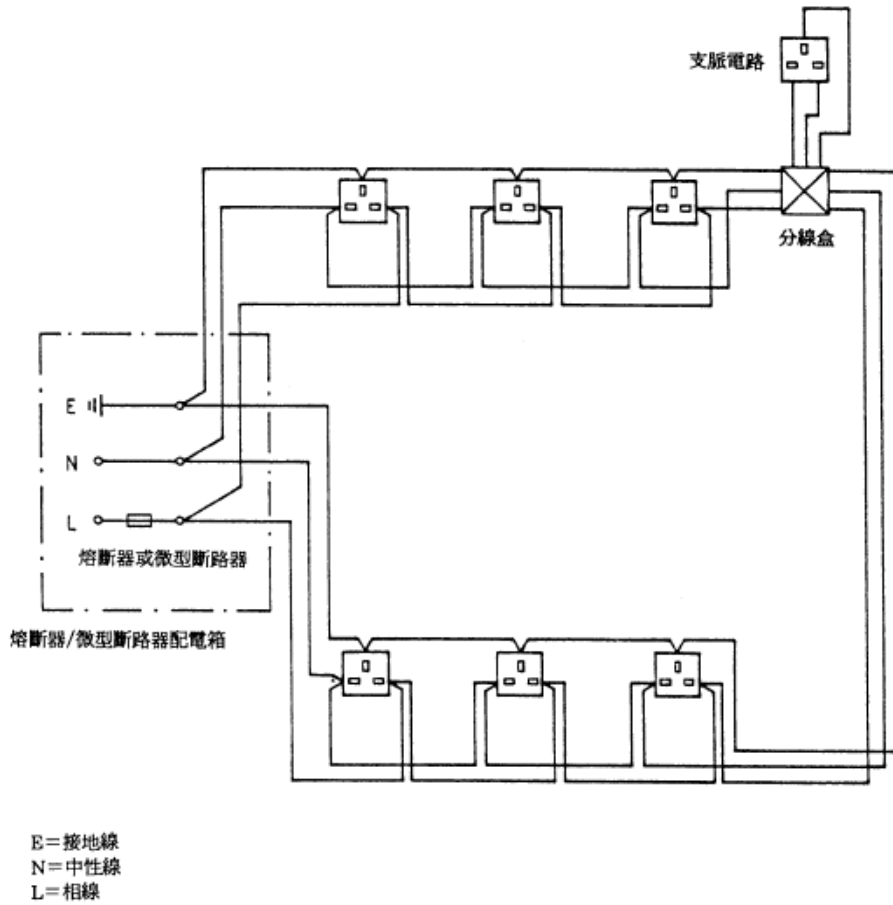 支脈電路
分線盒
E
N
L
熔斷器或微型斷路器
熔斷器/微型斷路器配電箱
E=接地線
N=中性線
L=相線